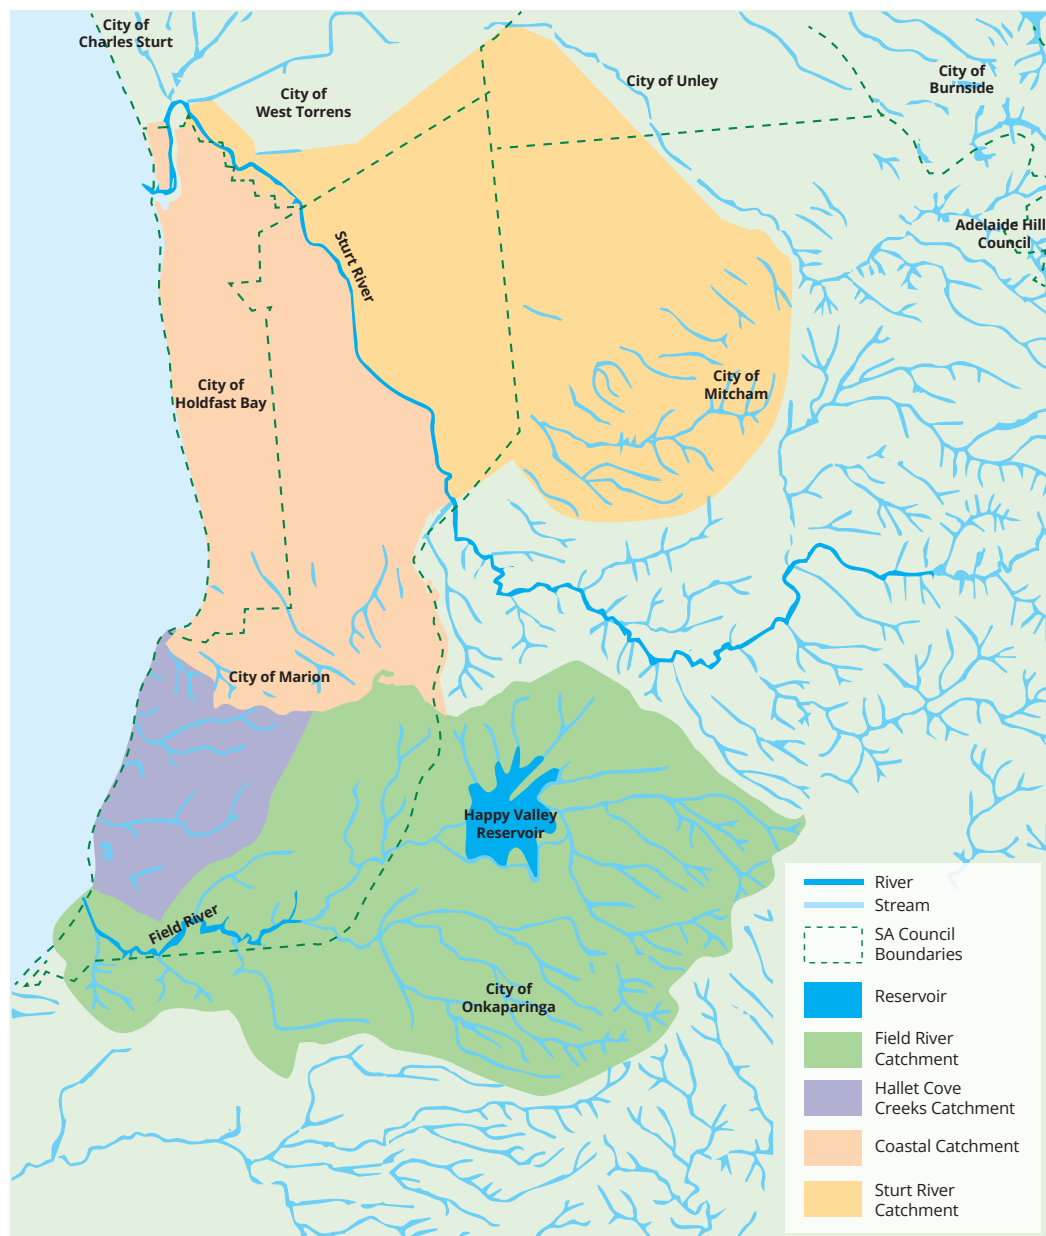 City of
Charles Sturt
City of
West Torrens
City of Unley
City of
Burnside
Adelaide Hill
Council
Sturt River
City of
Holdfast Bay
City of
Mitcham
City of Marion
Happy Valley
Reservoir
Field River
City of
Onkaparinga
River
Stream
SA Council
Boundaries
Reservoir
Field River
Catchment
Hallet Cove
Creeks Catchment
Coastal Catchment
Sturt River
Catchment